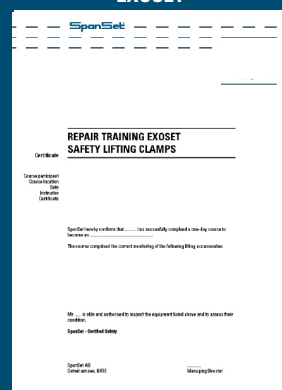 EXOSET
SpanSet
REPAIR TRAINING EXOSET
SAFETY LIFTING CLAMPS
Certificate
Course participant
Course location
Date
Instructor
Certificate
SpanSet hereby confirms that ........ has successfully completed a one-day course to
become an ...............................
The course comprised the correct monitoring of the following lifting accessories:
Mr. .... is able and authorized to inspect the equipment listed above and to assess their
condition.
SpanSet - Certified Safety
SpanSet AB
Managing Director